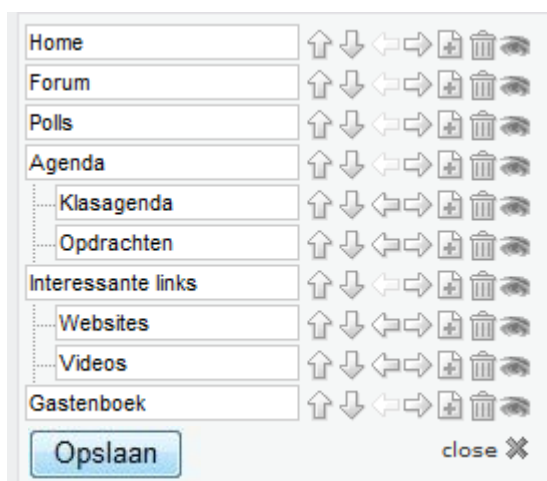 Home
Forum
Polls
Agenda
Klasagenda
Opdrachten
Interessante links
Websites
Videos
Gastenboek
Opslaan
close